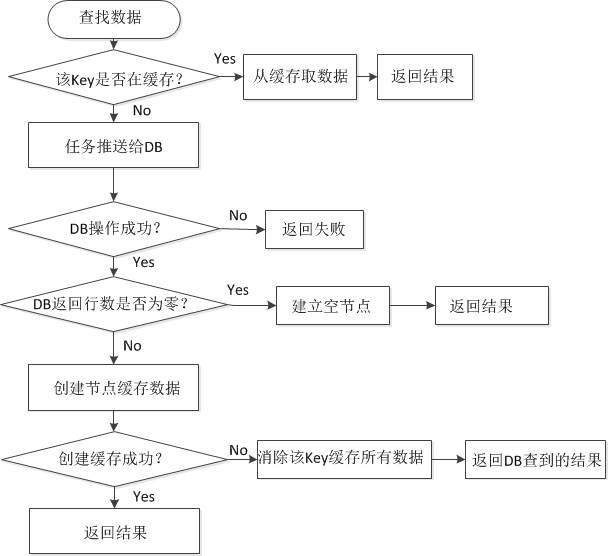 查找数据
该Key是否在缓存？
Yes
从缓存取数据
返回结果
No
任务推送给DB
DB操作成功？
No
返回失败
Yes
DB返回行数是否为零？
Yes
建立空节点
返回结果
No
创建节点缓存数据
创建缓存成功？
No
消除该Key缓存所有数据
返回DB查到的结果
Yes
返回结果